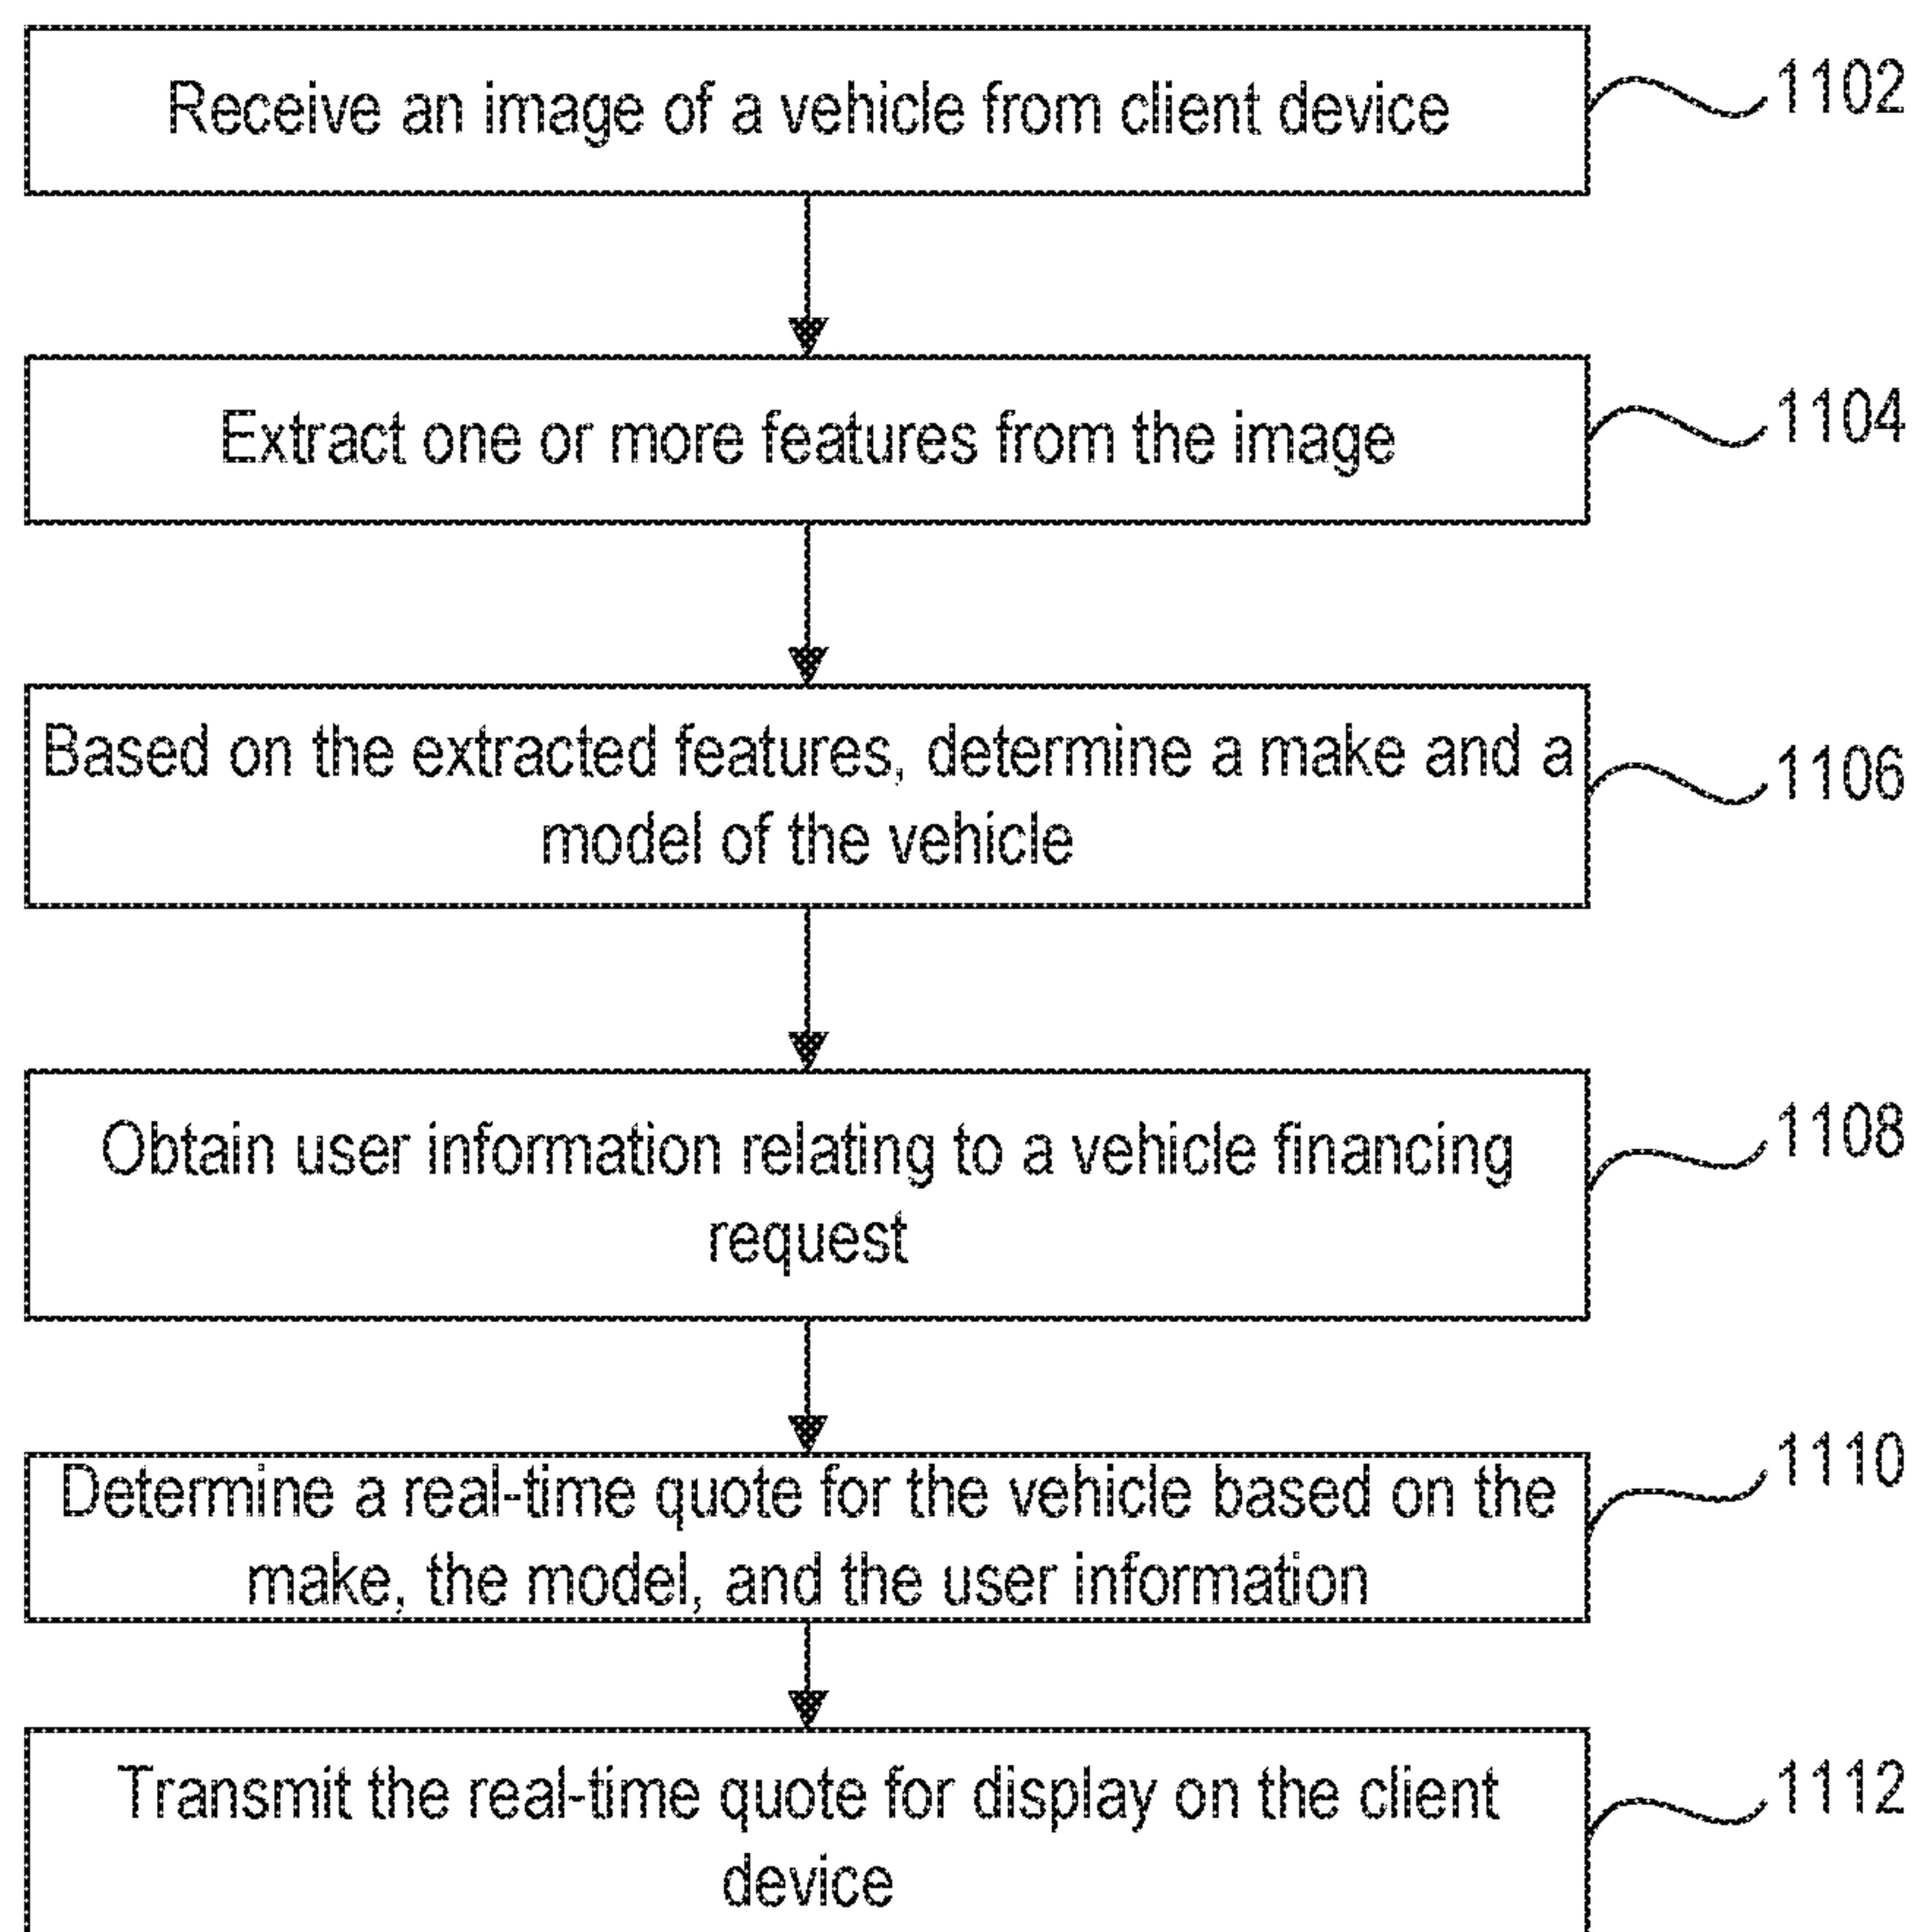 Receive an image of a vehicle from client device
1102
Extract one or more features from the image
1104
Based on the extracted features, determine a make and a
model of the vehicle
1106
Obtain user information relating to a vehicle financing
request
1108
Determine a real-time quote for the vehicle based on the
make, the model, and the user information
1110
Transmit the real-time quote for display on the client
device
1112